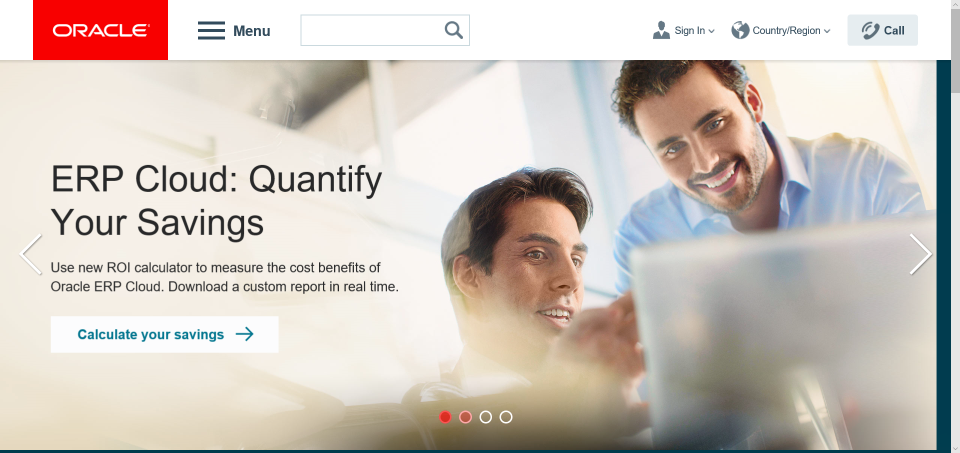 ORACLE
Menu
Sign In
Country/Region
Call
ERP Cloud: Quantify
Your Savings
Use new ROI calculator to measure the cost benefits of
Oracle ERP Cloud. Download a custom report in real time.
Calculate your savings